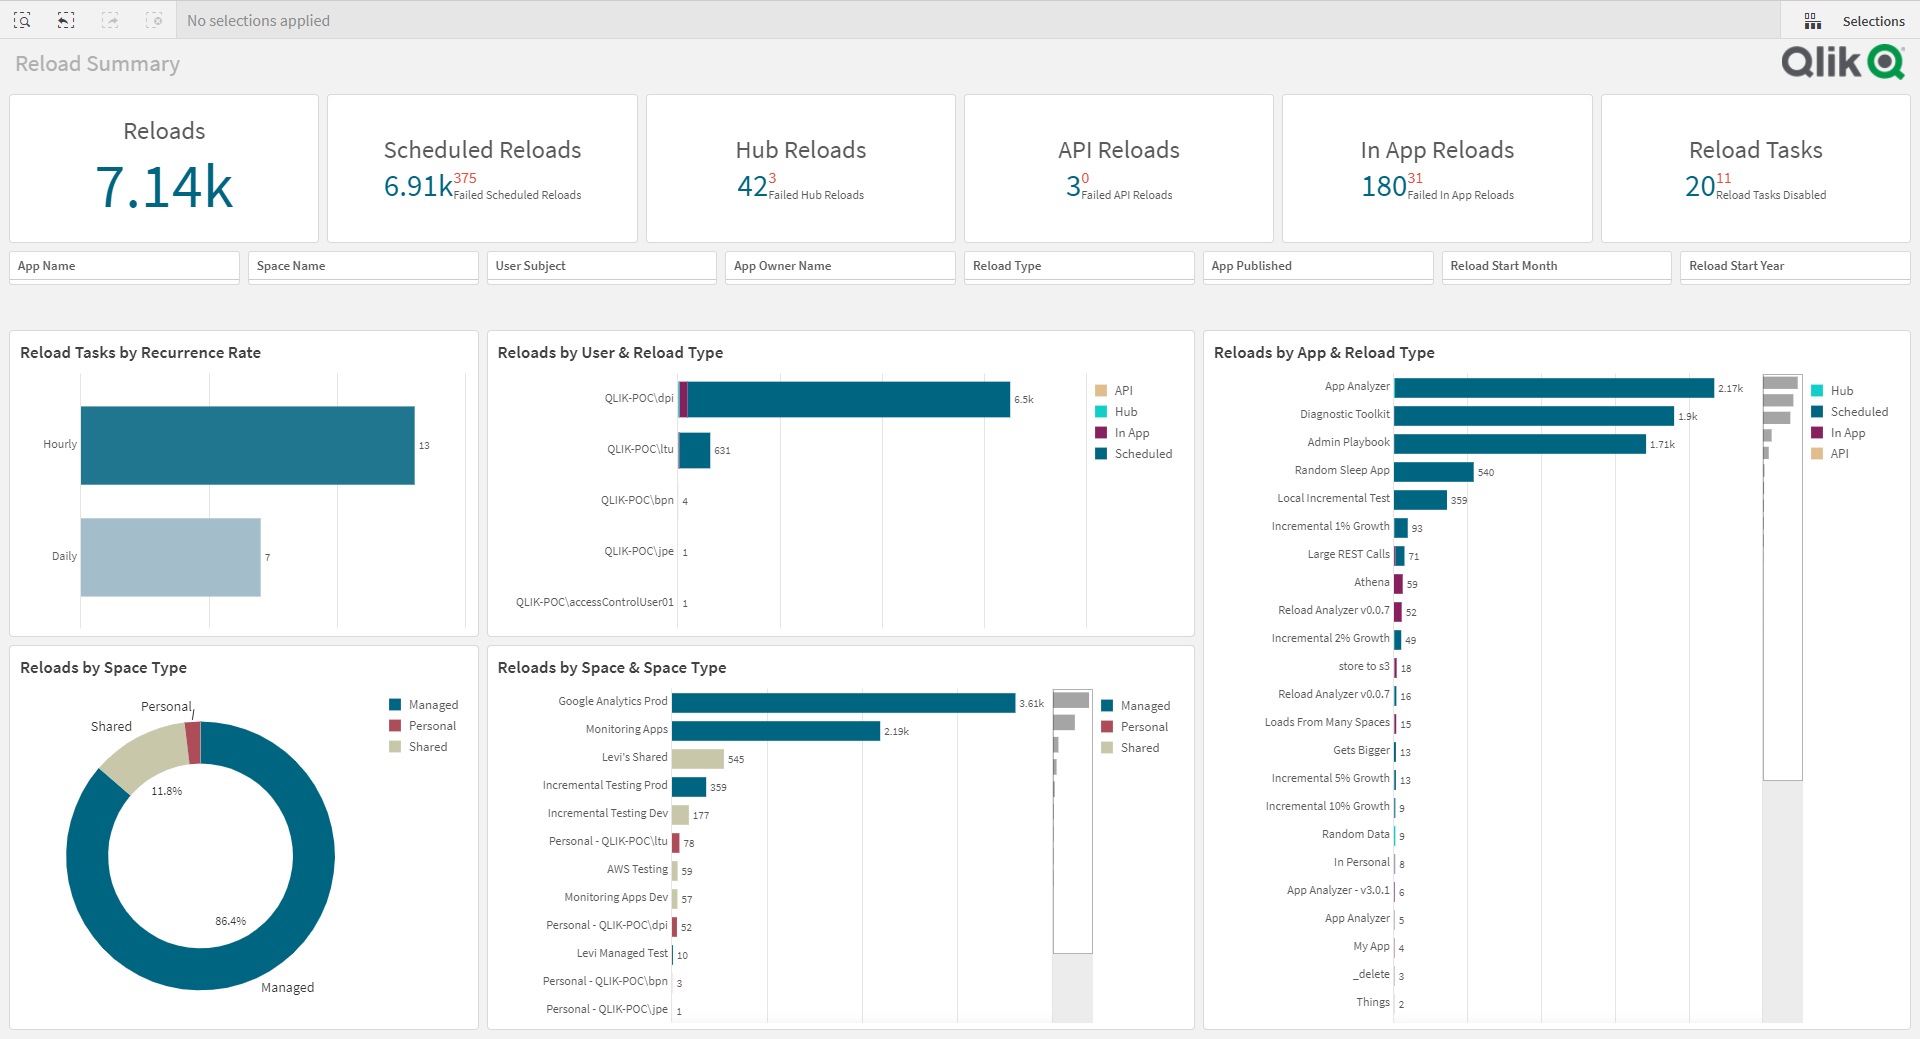 No selections applied
Selections
Reload Summary
Qlik
Reloads
7.14k
Scheduled Reloads
6.91k 375 Failed Scheduled Reloads
Hub Reloads
42 3 Failed Hub Reloads
API Reloads
3 0 Failed API Reloads
In App Reloads
180 31 Failed In App Reloads
Reload Tasks
20 11 Reload Tasks Disabled
App Name
Space Name
User Subject
App Owner Name
Reload Type
App Published
Reload Start Month
Reload Start Year
Reload Tasks by Recurrence Rate
Hourly 13
Daily 7
Reloads by User & Reload Type
QLIK-POC\dpi 6.5k
QLIK-POC\ltu 631
QLIK-POC\bpn 4
QLIK-POC\jpe 1
QLIK-POC\accessControlUser01 1
API
Hub
In App
Scheduled
Reloads by App & Reload Type
App Analyzer 2.17k
Diagnostic Toolkit 1.9k
Admin Playbook 1.71k
Random Sleep App 540
Local Incremental Test 359
Incremental 1% Growth 93
Large REST Calls 71
Athena 59
Reload Analyzer v0.0.7 52
Incremental 2% Growth 49
store to s3 18
Reload Analyzer v0.0.7 16
Loads From Many Spaces 15
Gets Bigger 13
Incremental 5% Growth 13
Incremental 10% Growth 9
Random Data 9
In Personal 8
App Analyzer - v3.0.1 6
App Analyzer 5
My App 4
_delete 3
Things 2
Hub
Scheduled
In App
API
Reloads by Space Type
Personal
Shared
11.8%
86.4%
Managed
Managed
Personal
Shared
Reloads by Space & Space Type
Google Analytics Prod 3.61k
Monitoring Apps 2.19k
Levi's Shared 545
Incremental Testing Prod 359
Incremental Testing Dev 177
Personal - QLIK-POC\ltu 78
AWS Testing 59
Monitoring Apps Dev 57
Personal - QLIK-POC\dpi 52
Levi Managed Test 10
Personal - QLIK-POC\bpn 3
Personal - QLIK-POC\jpe 1
Managed
Personal
Shared